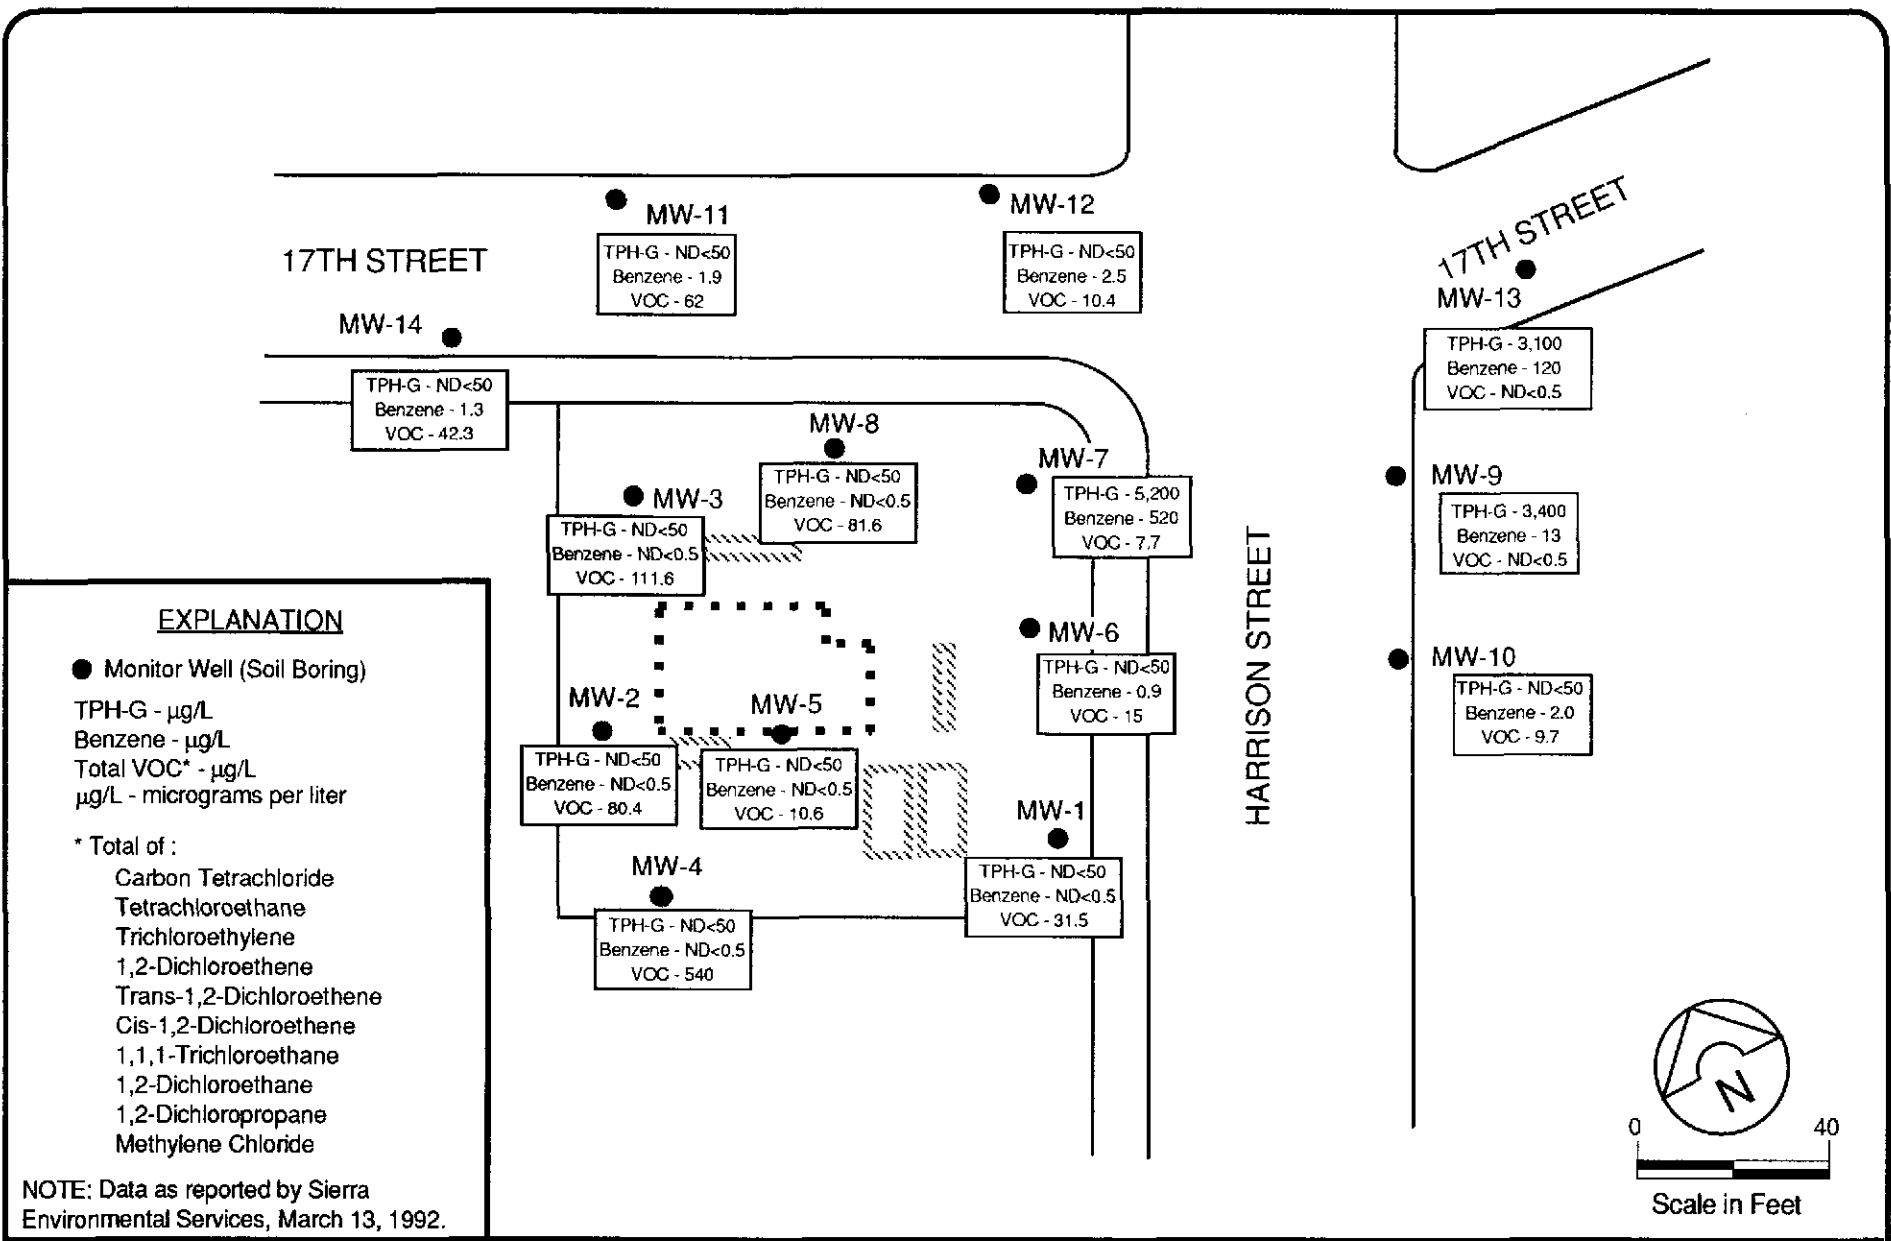 MW-11
TPH-G - ND<50
Benzene - 1.9
VOC - 62
MW-12
TPH-G - ND<50
Benzene - 2.5
VOC - 10.4
17TH STREET
17TH STREET
MW-13
TPH-G - 3,100
Benzene - 120
VOC - ND<0.5
MW-14
TPH-G - ND<50
Benzene - 1.3
VOC - 42.3
MW-8
TPH-G - ND<50
Benzene - ND<0.5
VOC - 81.6
MW-7
TPH-G - 5,200
Benzene - 520
VOC - 7.7
MW-9
TPH-G - 3,400
Benzene - 13
VOC - ND<0.5
MW-3
TPH-G - ND<50
Benzene - ND<0.5
VOC - 111.6
HARRISON STREET
MW-6
TPH-G - ND<50
Benzene - 0.9
VOC - 15
MW-10
TPH-G - ND<50
Benzene - 2.0
VOC - 9.7
MW-2
TPH-G - ND<50
Benzene - ND<0.5
VOC - 80.4
MW-5
TPH-G - ND<50
Benzene - ND<0.5
VOC - 10.6
MW-1
TPH-G - ND<50
Benzene - ND<0.5
VOC - 31.5
MW-4
TPH-G - ND<50
Benzene - ND<0.5
VOC - 540
EXPLANATION
Monitor Well (Soil Boring)
TPH-G - µg/L
Benzene - µg/L
Total VOC* - µg/L
µg/L - micrograms per liter
* Total of :
Carbon Tetrachloride
Tetrachloroethane
Trichloroethylene
1,2-Dichloroethene
Trans-1,2-Dichloroethene
Cis-1,2-Dichloroethene
1,1,1-Trichloroethane
1,2-Dichloroethane
1,2-Dichloropropane
Methylene Chloride
NOTE: Data as reported by Sierra
Environmental Services, March 13, 1992.
N
0 40
Scale in Feet